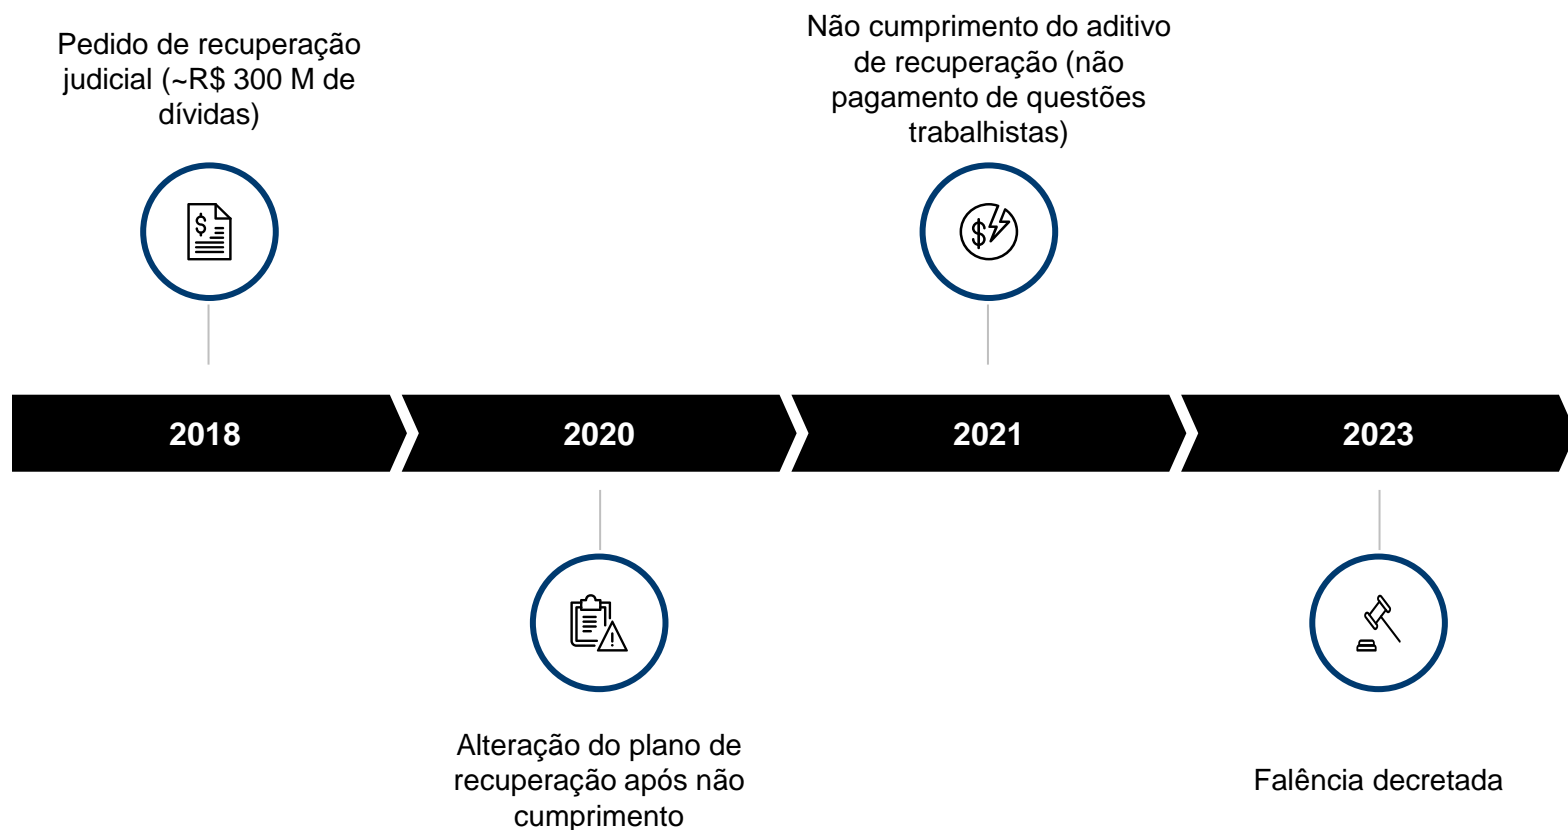 Pedido de recuperação
judicial (~R$ 300 M de
dívidas)
Não cumprimento do aditivo
de recuperação (não
pagamento de questões
trabalhistas)
$
$
2018
2020
2021
2023
Alteração do plano de
recuperação após não
cumprimento
Falência decretada